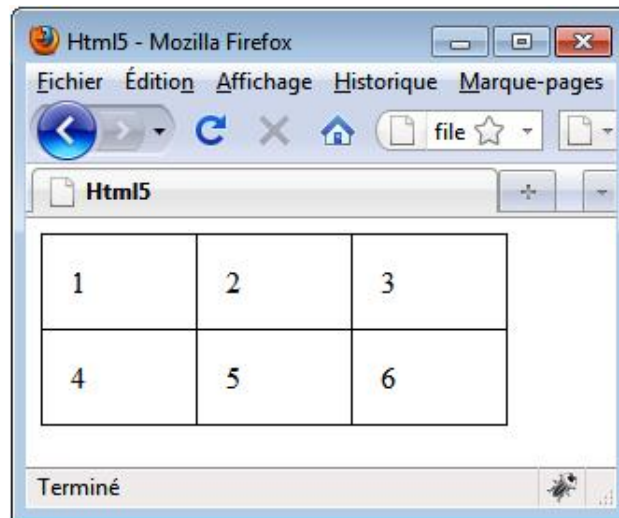 Html5 - Mozilla Firefox
Fichier Édition Affichage Historique Marque-pages
file
Html5
1 2 3
4 5 6
Terminé